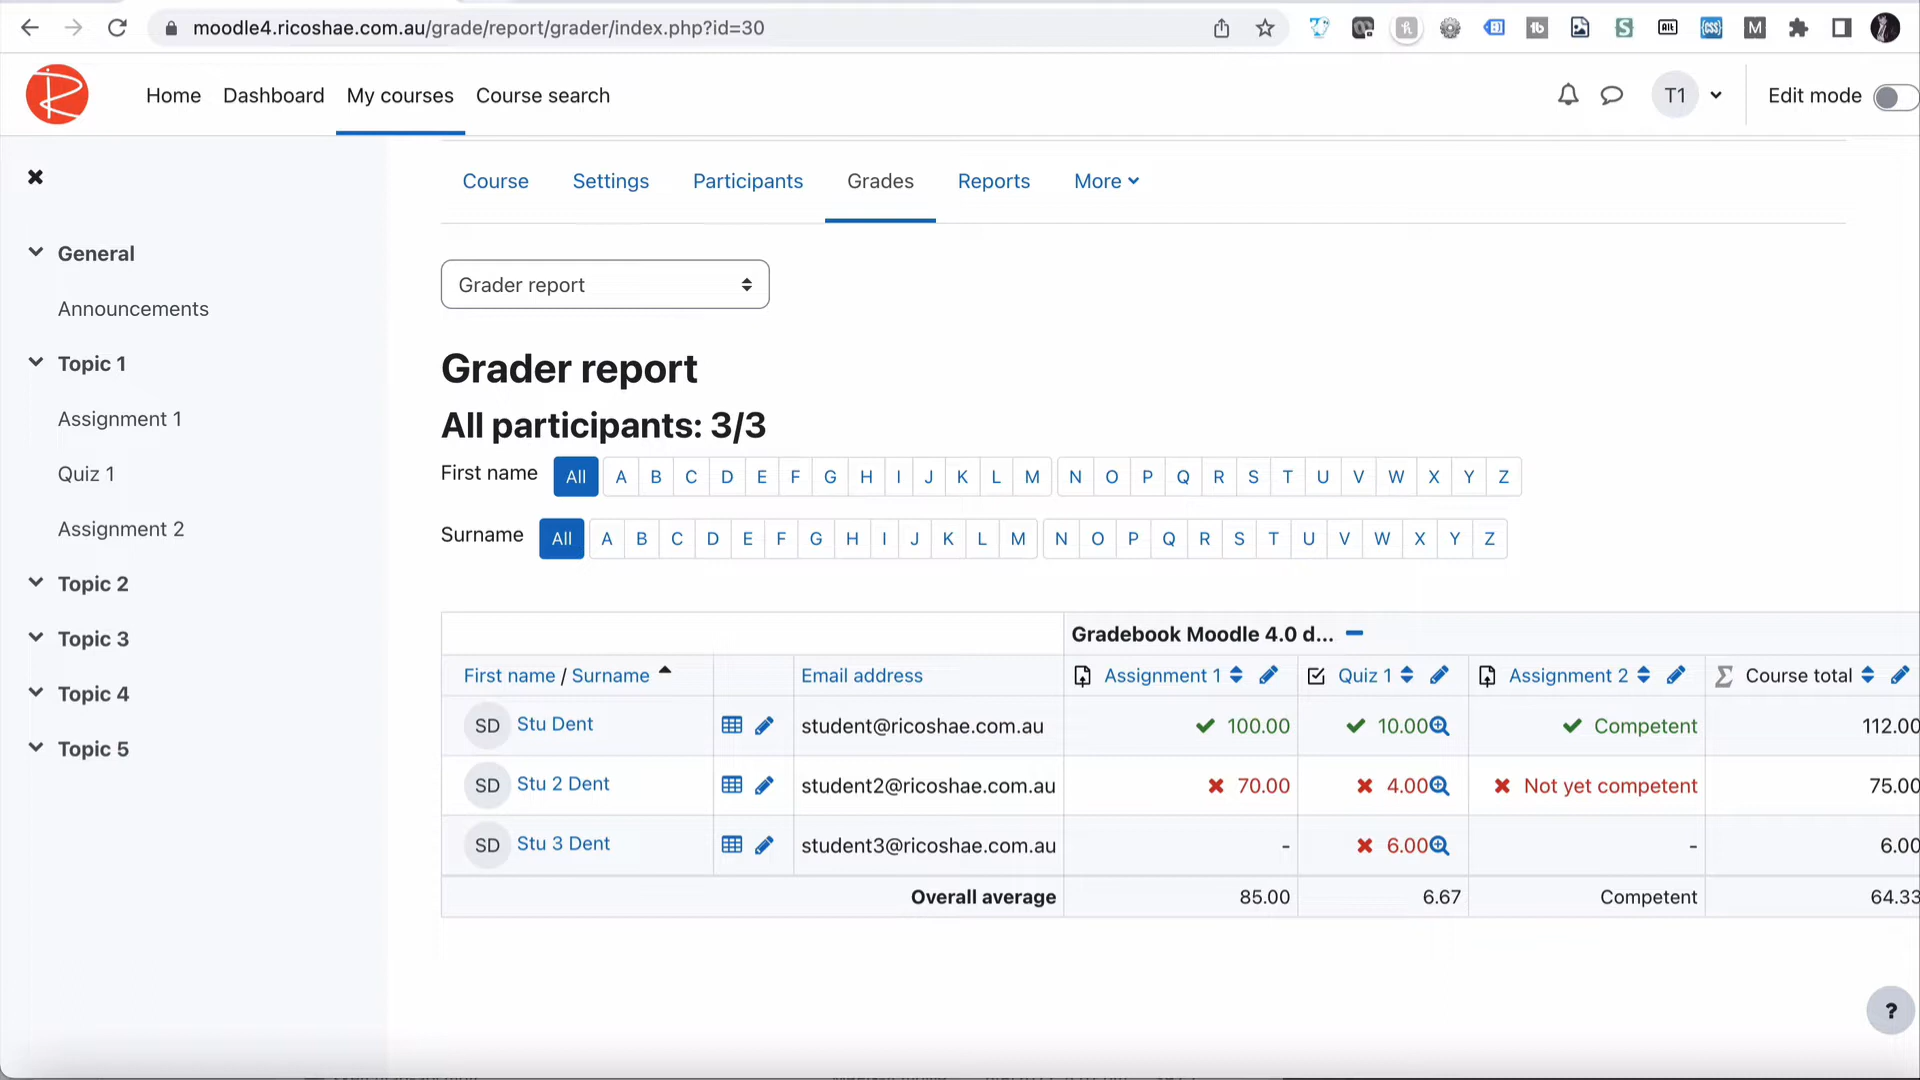 moodle4.ricoshae.com.au/grade/report/grader/index.php?id=30
Home Dashboard My courses Course search T1 Edit mode
Course Settings Participants Grades Reports More
General
Announcements
Topic 1
Assignment 1
Quiz 1
Assignment 2
Topic 2
Topic 3
Topic 4
Topic 5
Grader report
Grader report
All participants: 3/3
First name All A B C D E F G H I J K L M N O P Q R S T U V W X Y Z
Surname All A B C D E F G H I J K L M N O P Q R S T U V W X Y Z
Gradebook Moodle 4.0 d...
First name / Surname Email address Assignment 1 Quiz 1 Assignment 2 Course total
SD Stu Dent student@ricoshae.com.au 100.00 10.00 Competent 112.00
SD Stu 2 Dent student2@ricoshae.com.au 70.00 4.00 Not yet competent 75.00
SD Stu 3 Dent student3@ricoshae.com.au - 6.00 - 6.00
Overall average 85.00 6.67 Competent 64.33
?